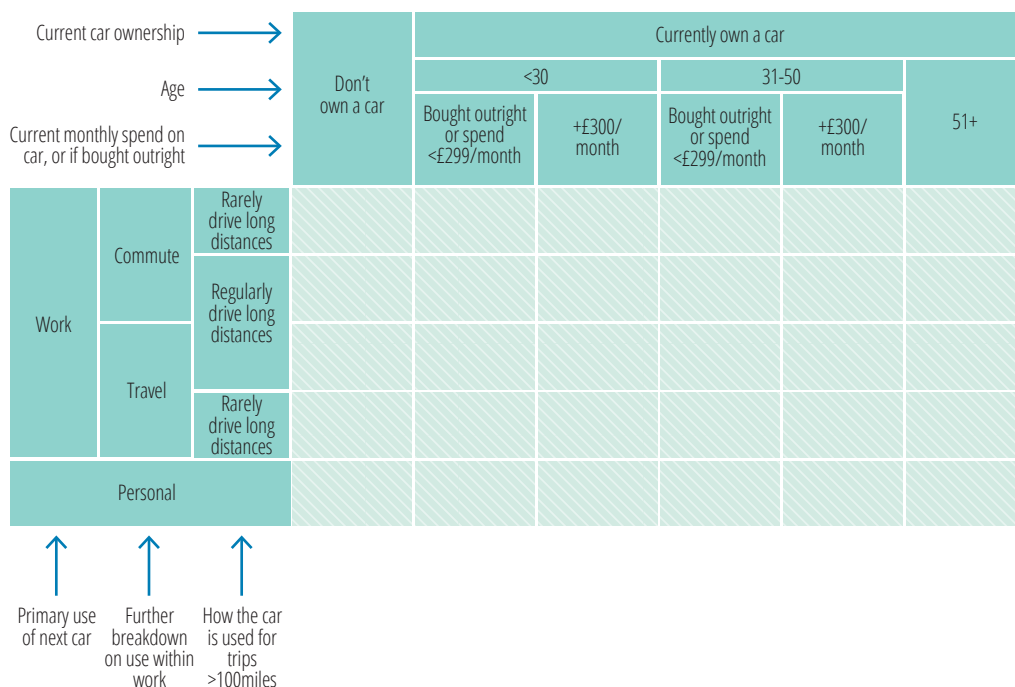 Current car ownership
Currently own a car
Age
Don't
own a car
<30
31-50
51+
Current monthly spend on
car, or if bought outright
Bought outright
or spend
<£299/month
+£300/
month
Bought outright
or spend
<£299/month
+£300/
month
Work
Commute
Rarely
drive long
distances
Regularly
drive long
distances
Travel
Rarely
drive long
distances
Personal
Primary use
of next car
Further
breakdown
on use within
work
How the car
is used for
trips
>100miles